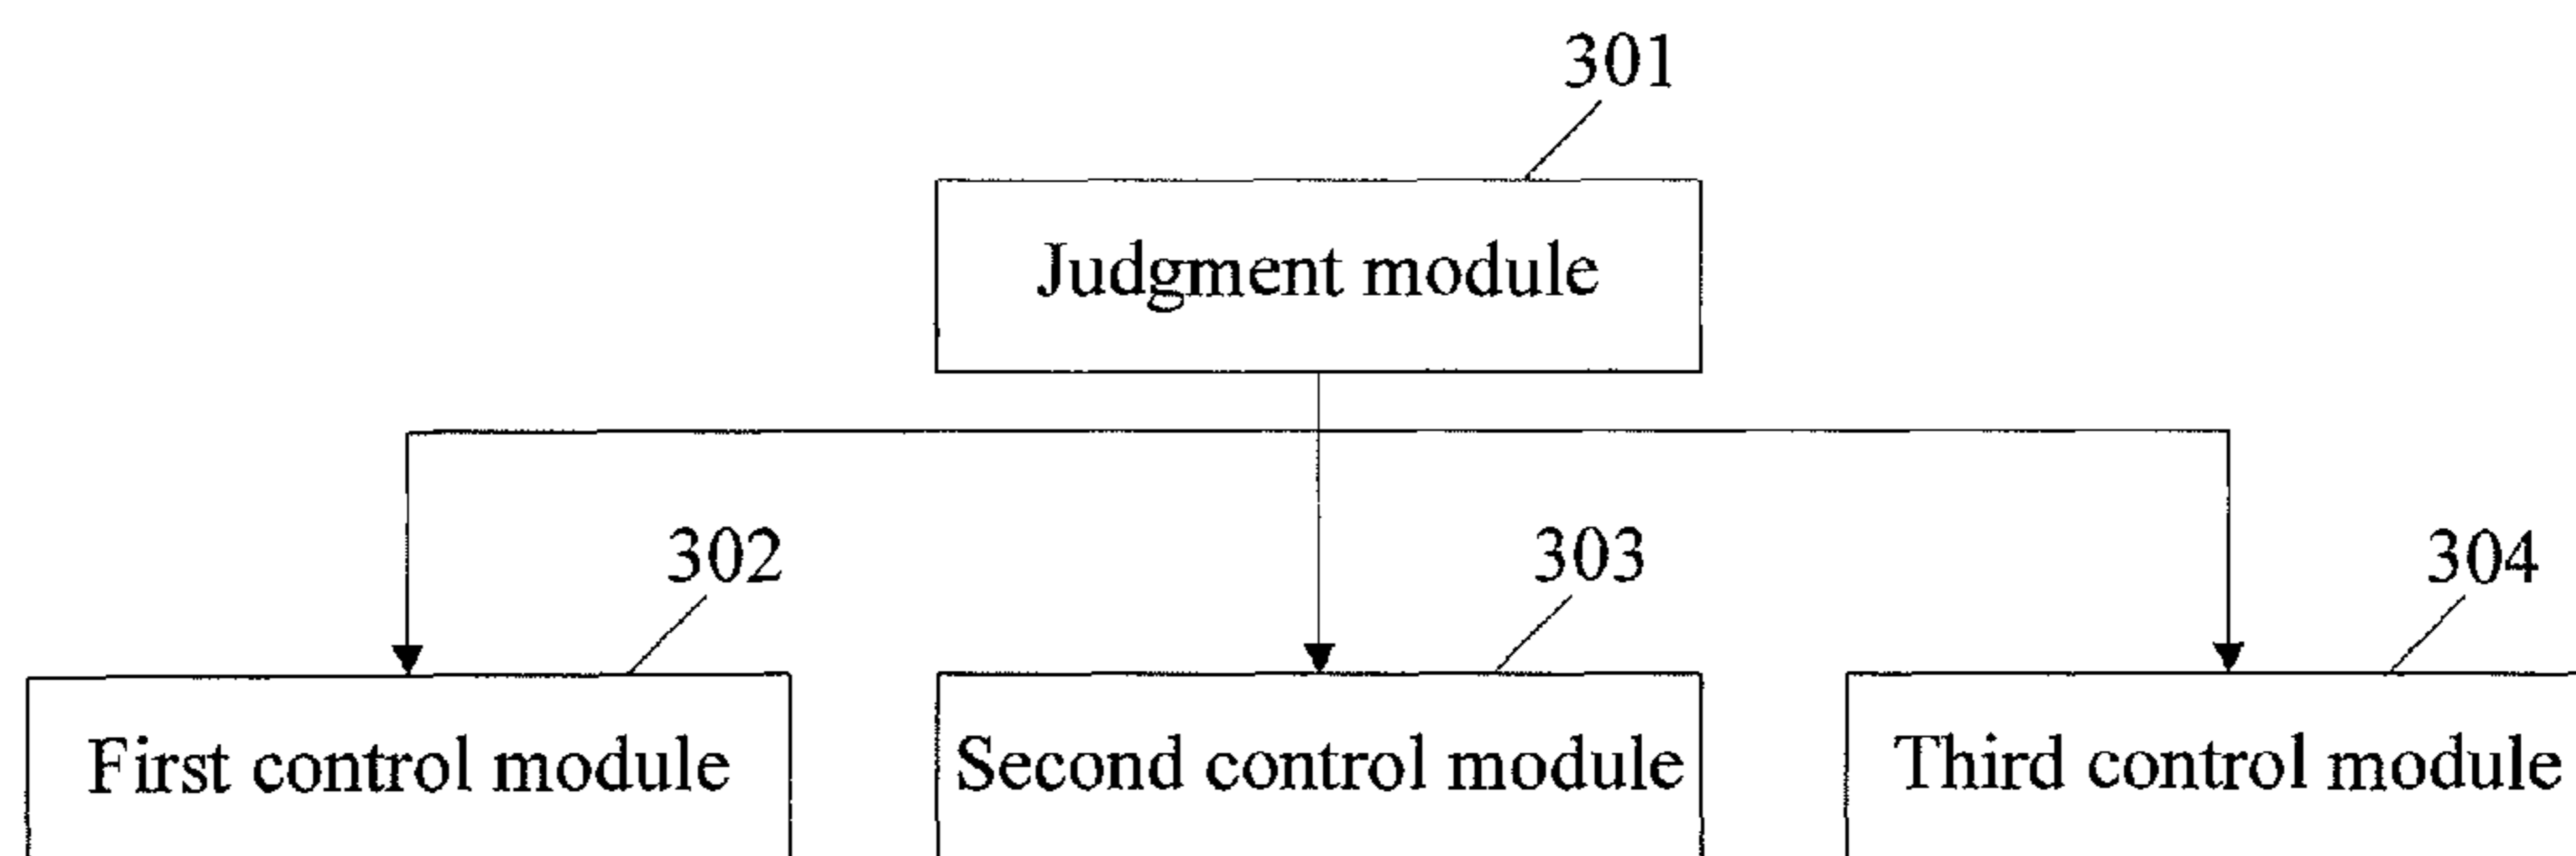 301
Judgment module
302
303
304
First control module
Second control module
Third control module